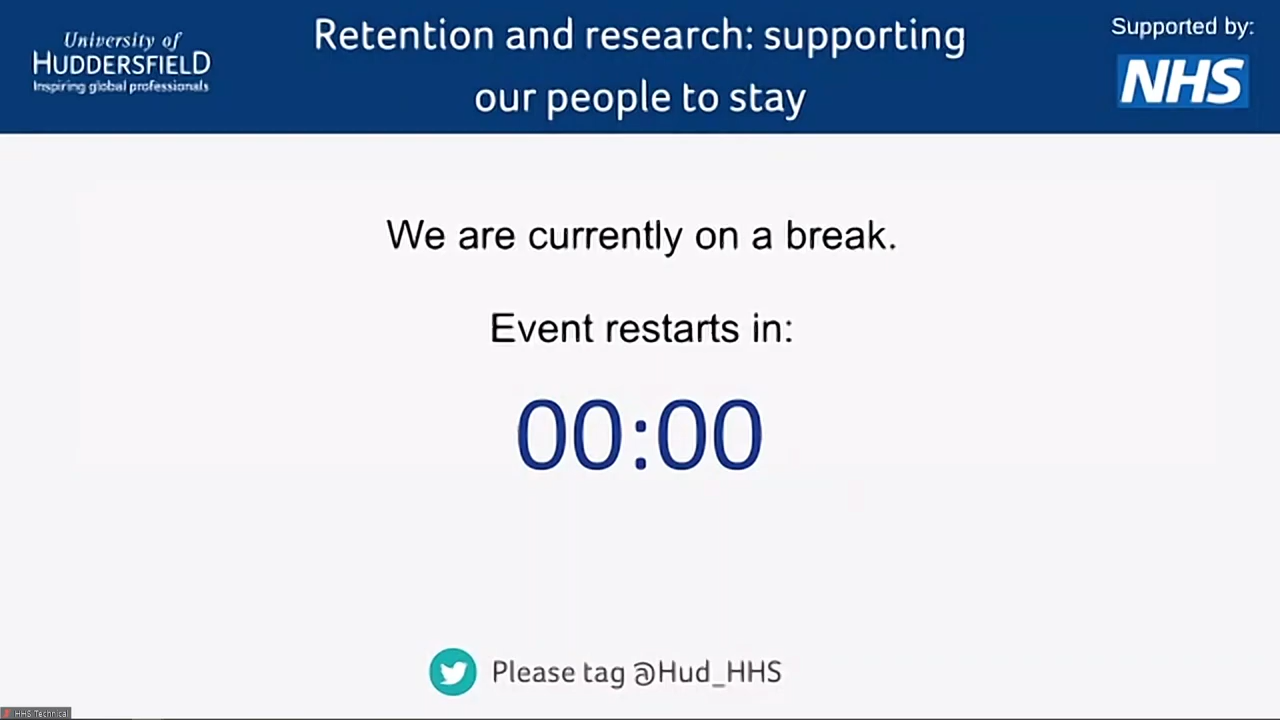 University of
HUDDERSFIELD
Inspiring global professionals
Retention and research: supporting
our people to stay
Supported by:
NHS
We are currently on a break.
Event restarts in:
00:00
Please tag @Hud_HHS
HHS Technical